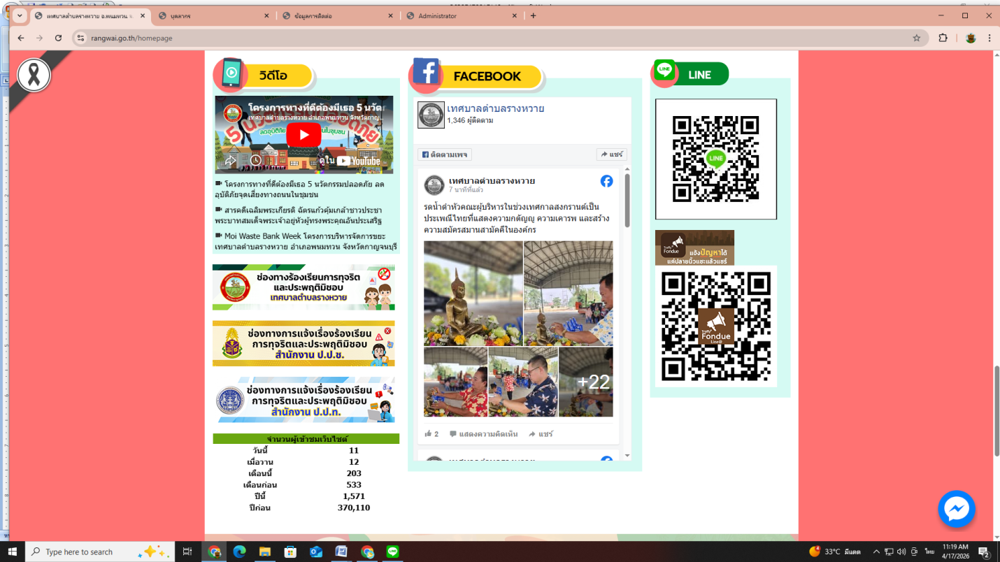 เทศบาลตำบลรางหวาย อ.พนมทวน จ.
บุคลากร
ข้อมูลการติดต่อ
Administrator
rangwai.go.th/homepage
วิดีโอ
โครงการทางที่ดีต้องมีเธอ 5 นวัตกร
เทศบาลตำบลรางหวาย อำเภอพนมทวน จังหวัดกาญ...
5 นวัตกรรมปลอดภัย
ดูใน YouTube
โครงการทางที่ดีต้องมีเธอ 5 นวัตกรรมปลอดภัย ลด
อุบัติภัยจุดเสี่ยงทางถนนในชุมชน
สารคดีเฉลิมพระเกียรติ ฉัตรแก้วคุ้มเกล้าชาวประชา
พระบาทสมเด็จพระเจ้าอยู่หัวผู้ทรงพระคุณอันประเสริฐ
Moi Waste Bank Week โครงการบริหารจัดการขยะ
เทศบาลตำบลรางหวาย อำเภอพนมทวน จังหวัดกาญจนบุรี
ช่องทางร้องเรียนการทุจริต
และประพฤติมิชอบ
เทศบาลตำบลรางหวาย
ช่องทางการแจ้งเรื่องร้องเรียน
การทุจริตและประพฤติมิชอบ
สำนักงาน ป.ป.ช.
ช่องทางการแจ้งเรื่องร้องเรียน
การทุจริตและประพฤติมิชอบ
สำนักงาน ป.ป.ท.
จำนวนผู้เข้าชมเว็บไซต์
วันนี้ 11
เมื่อวาน 12
เดือนนี้ 203
เดือนก่อน 533
ปีนี้ 1,571
ปีก่อน 370,110
FACEBOOK
เทศบาลตำบลรางหวาย
1,346 ผู้ติดตาม
ติดตามเพจ
แชร์
เทศบาลตำบลรางหวาย
7 นาทีที่แล้ว
รดน้ำดำหัวคณะผู้บริหารในช่วงเทศกาลสงกรานต์เป็น
ประเพณีไทยที่แสดงความกตัญญู ความเคารพ และสร้าง
ความสมัครสมานสามัคคีในองค์กร
+22
2 แสดงความคิดเห็น แชร์
LINE
LINE
LINE
Traffy Fondue
แจ้งปัญหาได้
แค่ปลายนิ้วแชะแล้วแชร์
Traffy
Fondue
Line@
Type here to search
33°C มีแดด
ไทย
11:19 AM
4/17/2026
2